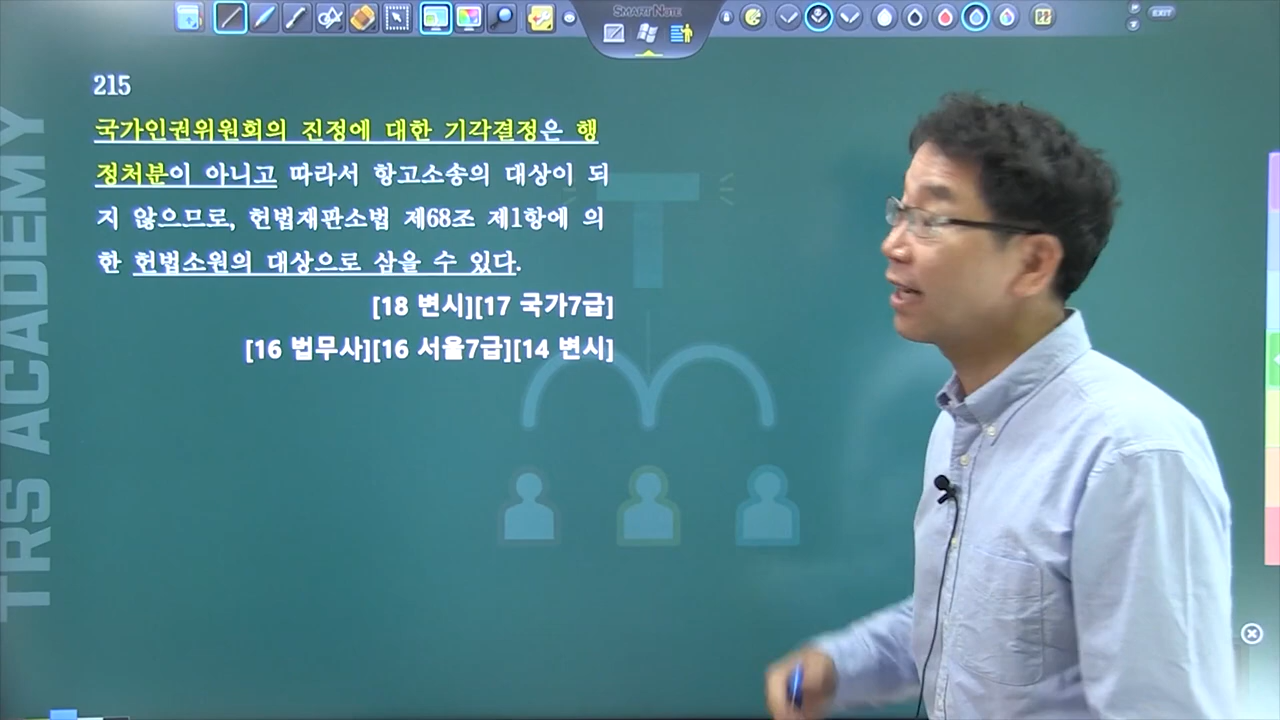 SMART NOTE
EXIT
215
국가인권위원회의 진정에 대한 기각결정은 행
정처분이 아니고 따라서 항고소송의 대상이 되
지 않으므로, 헌법재판소법 제68조 제1항에 의
한 헌법소원의 대상으로 삼을 수 있다.
[18 변시][17 국가7급]
[16 법무사][16 서울7급][14 변시]
TRS ACADEMY